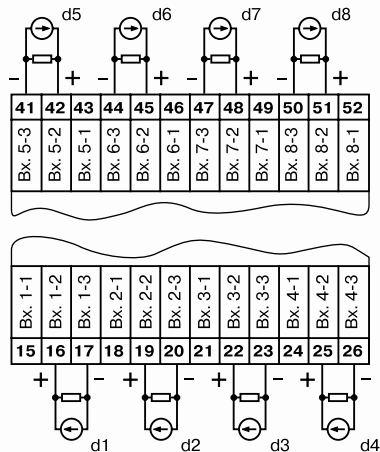 d5 d6 d7 d8
– + – + – + – +
41 42 43 44 45 46 47 48 49 50 51 52
Вх. 5-3 Вх. 5-2 Вх. 5-1 Вх. 6-3 Вх. 6-2 Вх. 6-1 Вх. 7-3 Вх. 7-2 Вх. 7-1 Вх. 8-3 Вх. 8-2 Вх. 8-1
Вх. 1-1 Вх. 1-2 Вх. 1-3 Вх. 2-1 Вх. 2-2 Вх. 2-3 Вх. 3-1 Вх. 3-2 Вх. 3-3 Вх. 4-1 Вх. 4-2 Вх. 4-3
15 16 17 18 19 20 21 22 23 24 25 26
+ – + – + – + –
d1 d2 d3 d4